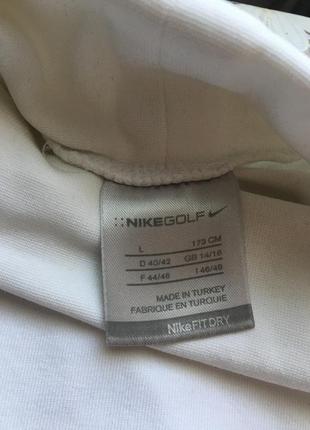 NIKEGOLF
L 173 CM
D 40/42 GB 14/16
F 44/46 I 46/48
MADE IN TURKEY
FABRIQUE EN TURQUIE
NikeFIT DRY